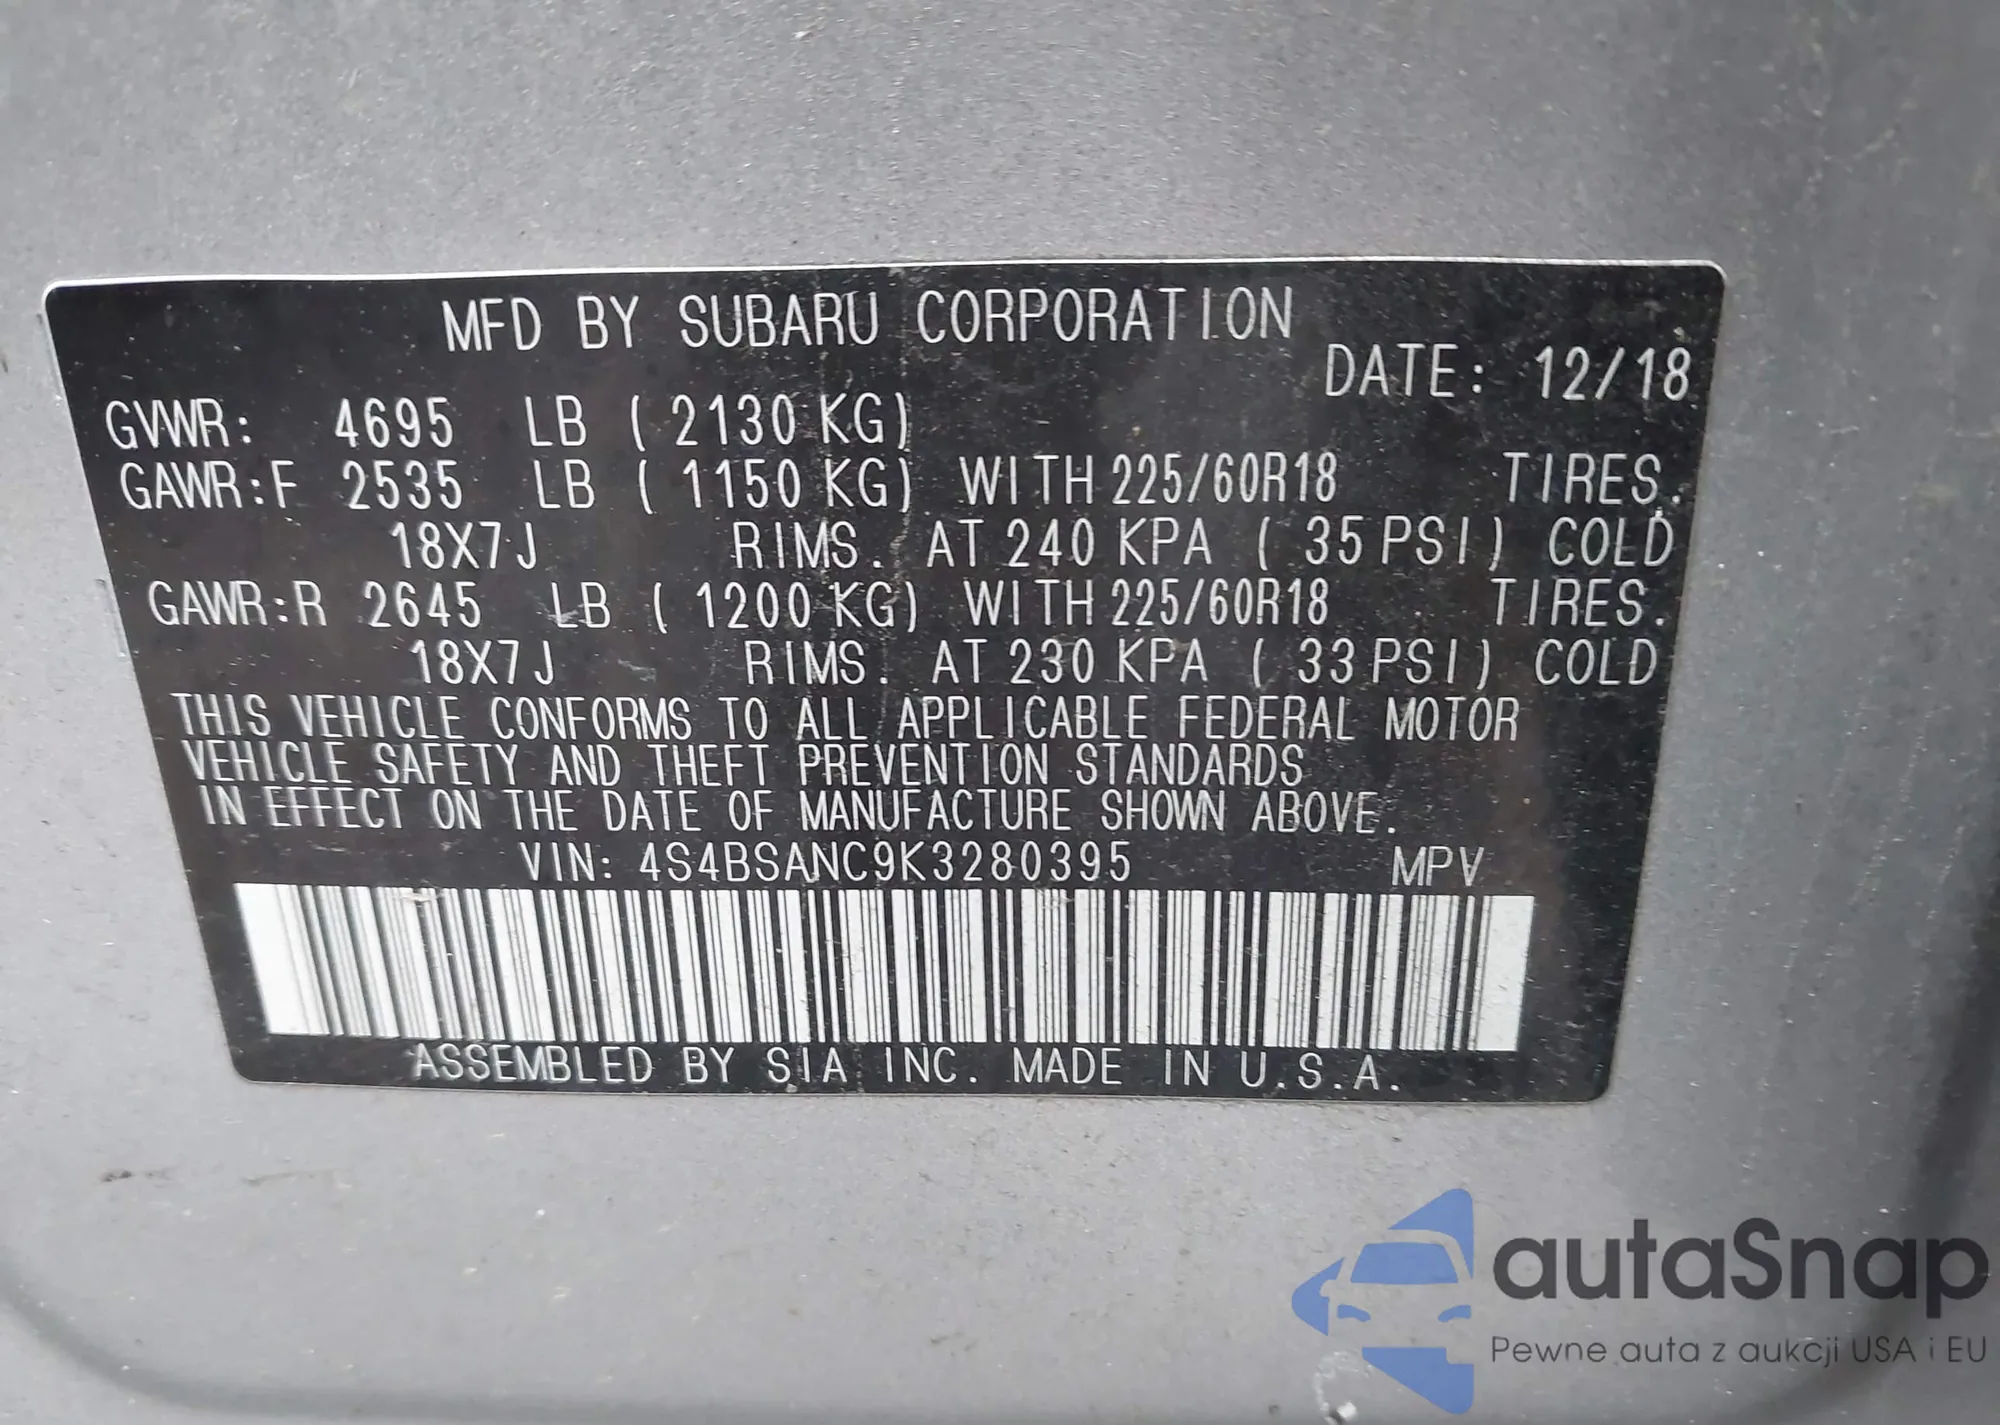 MFD BY SUBARU CORPORATION
DATE: 12/18
GVWR: 4695 LB ( 2130 KG)
GAWR:F 2535 LB ( 1150 KG) WITH 225/60R18 TIRES.
18X7J RIMS. AT 240 KPA ( 35 PSI) COLD
GAWR:R 2645 LB ( 1200 KG) WITH 225/60R18 TIRES.
18X7J RIMS. AT 230 KPA ( 33 PSI) COLD
THIS VEHICLE CONFORMS TO ALL APPLICABLE FEDERAL MOTOR
VEHICLE SAFETY AND THEFT PREVENTION STANDARDS
IN EFFECT ON THE DATE OF MANUFACTURE SHOWN ABOVE.
VIN: 4S4BSANC9K3280395 MPV
ASSEMBLED BY SIA INC. MADE IN U.S.A.
autaSnap
Pewne auta z aukcji USA i EU